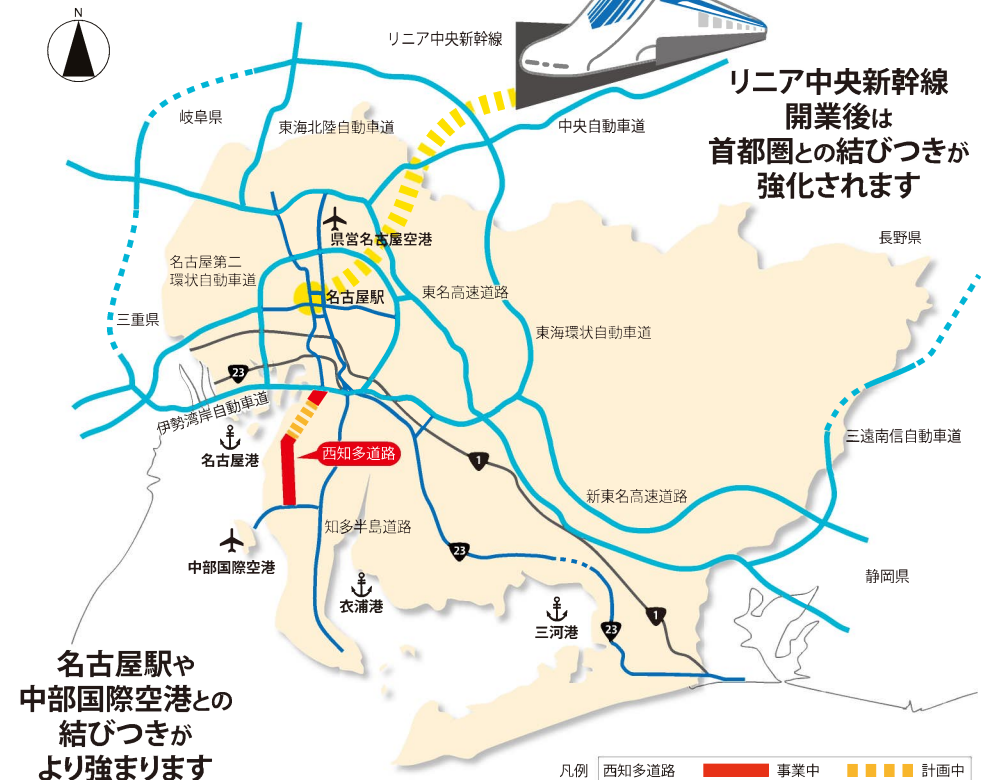 N
リニア中央新幹線
リニア中央新幹線
開業後は
首都圏との結びつきが
強化されます
岐阜県
東海北陸自動車道
中央自動車道
県営名古屋空港
長野県
名古屋第二
環状自動車道
名古屋駅
東名高速道路
三重県
東海環状自動車道
23
伊勢湾岸自動車道
名古屋港
西知多道路
1
三遠南信自動車道
新東名高速道路
知多半島道路
23
中部国際空港
衣浦港
静岡県
三河港
23
1
名古屋駅や
中部国際空港との
結びつきが
より強まります
凡例 西知多道路 事業中 計画中